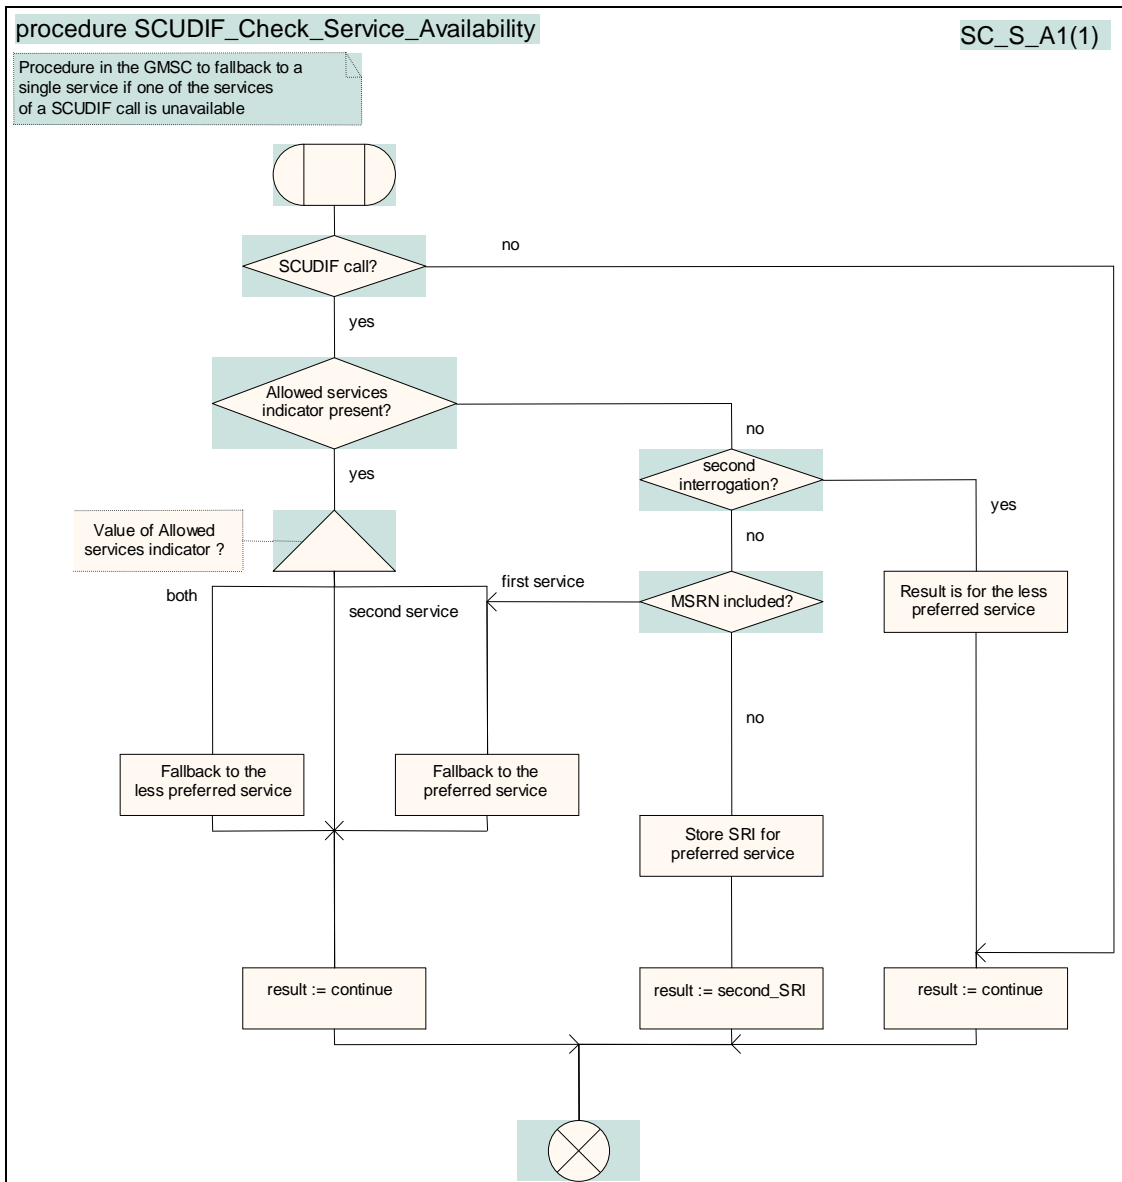 procedure SCUDIF_Check_Service_Availability
SC_S_A1(1)
Procedure in the GMSC to fallback to a
single service if one of the services
of a SCUDIF call is unavailable
no
SCUDIF call?
yes
Allowed services
indicator present?
no
second
interrogation?
yes
yes
Value of Allowed
services indicator ?
no
both
first service
second service
MSRN included?
Result is for the less
preferred service
no
Fallback to the
less preferred service
Fallback to the
preferred service
Store SRI for
preferred service
result := continue
result := second_SRI
result := continue